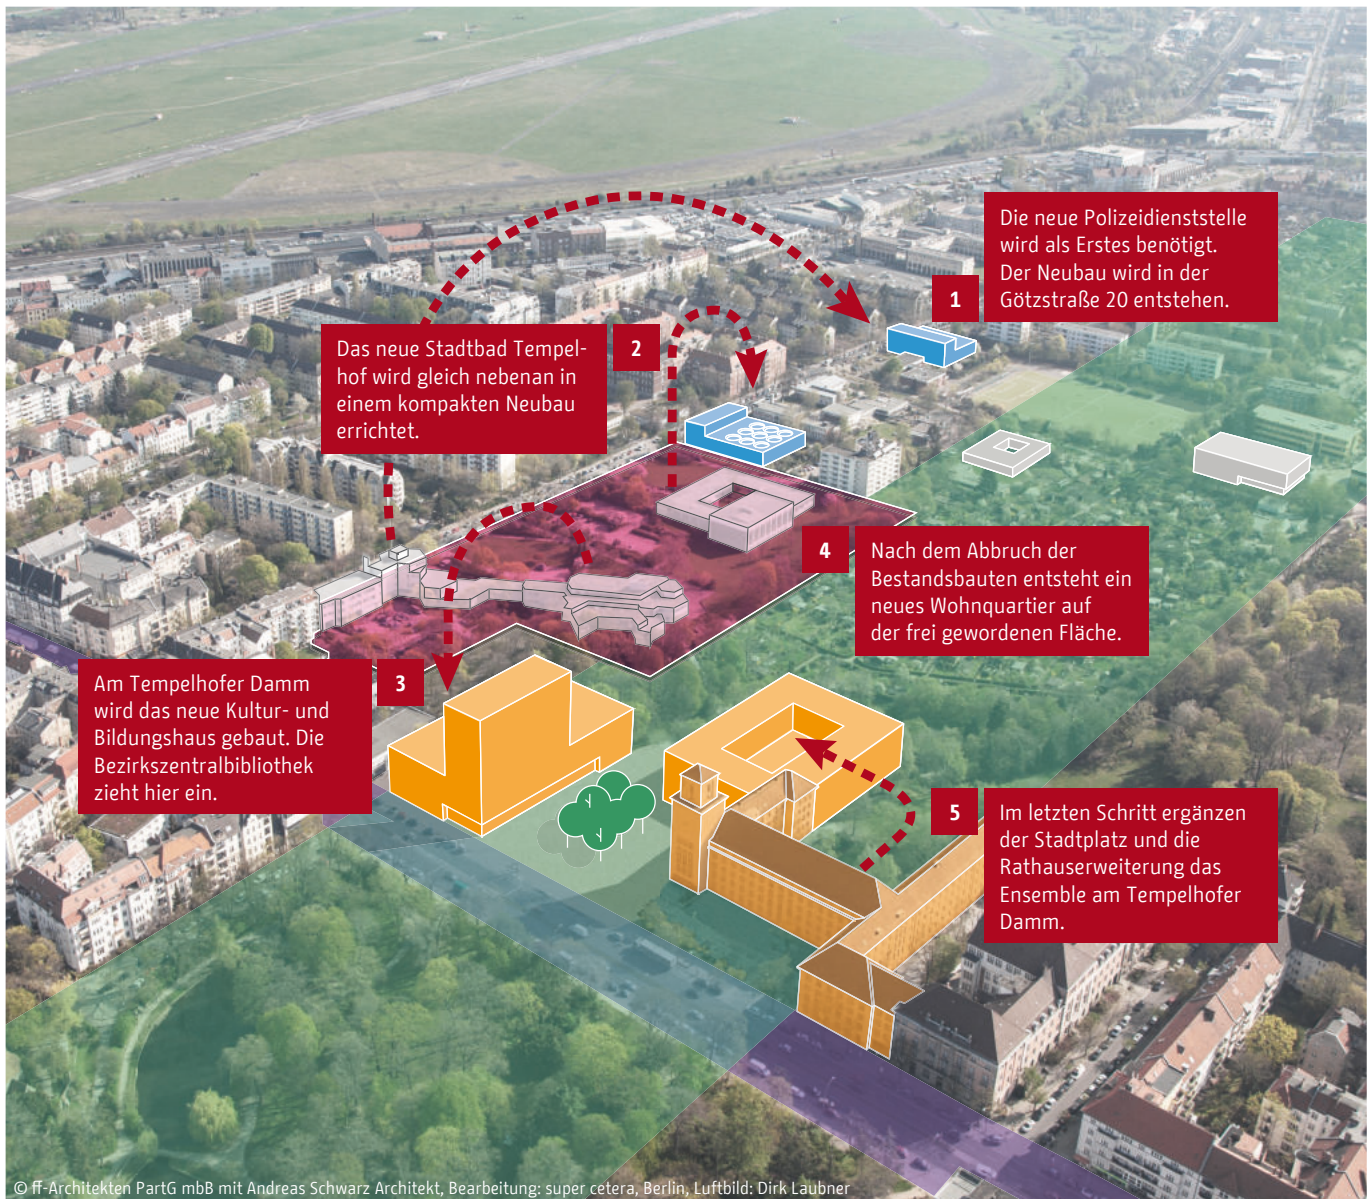 Die neue Polizeidienststelle
wird als Erstes benötigt.
Der Neubau wird in der
Götzstraße 20 entstehen.
1
Das neue Stadtbad Tempel-
hof wird gleich nebenan in
einem kompakten Neubau
errichtet.
2
4
Nach dem Abbruch der
Bestandsbauten entsteht ein
neues Wohnquartier auf
der frei gewordenen Fläche.
Am Tempelhofer Damm
wird das neue Kultur- und
Bildungshaus gebaut. Die
Bezirkszentralbibliothek
zieht hier ein.
3
5
Im letzten Schritt ergänzen
der Stadtplatz und die
Rathauserweiterung das
Ensemble am Tempelhofer
Damm.
© ff-Architekten PartG mbB mit Andreas Schwarz Architekt, Bearbeitung: super cetera, Berlin, Luftbild: Dirk Laubner